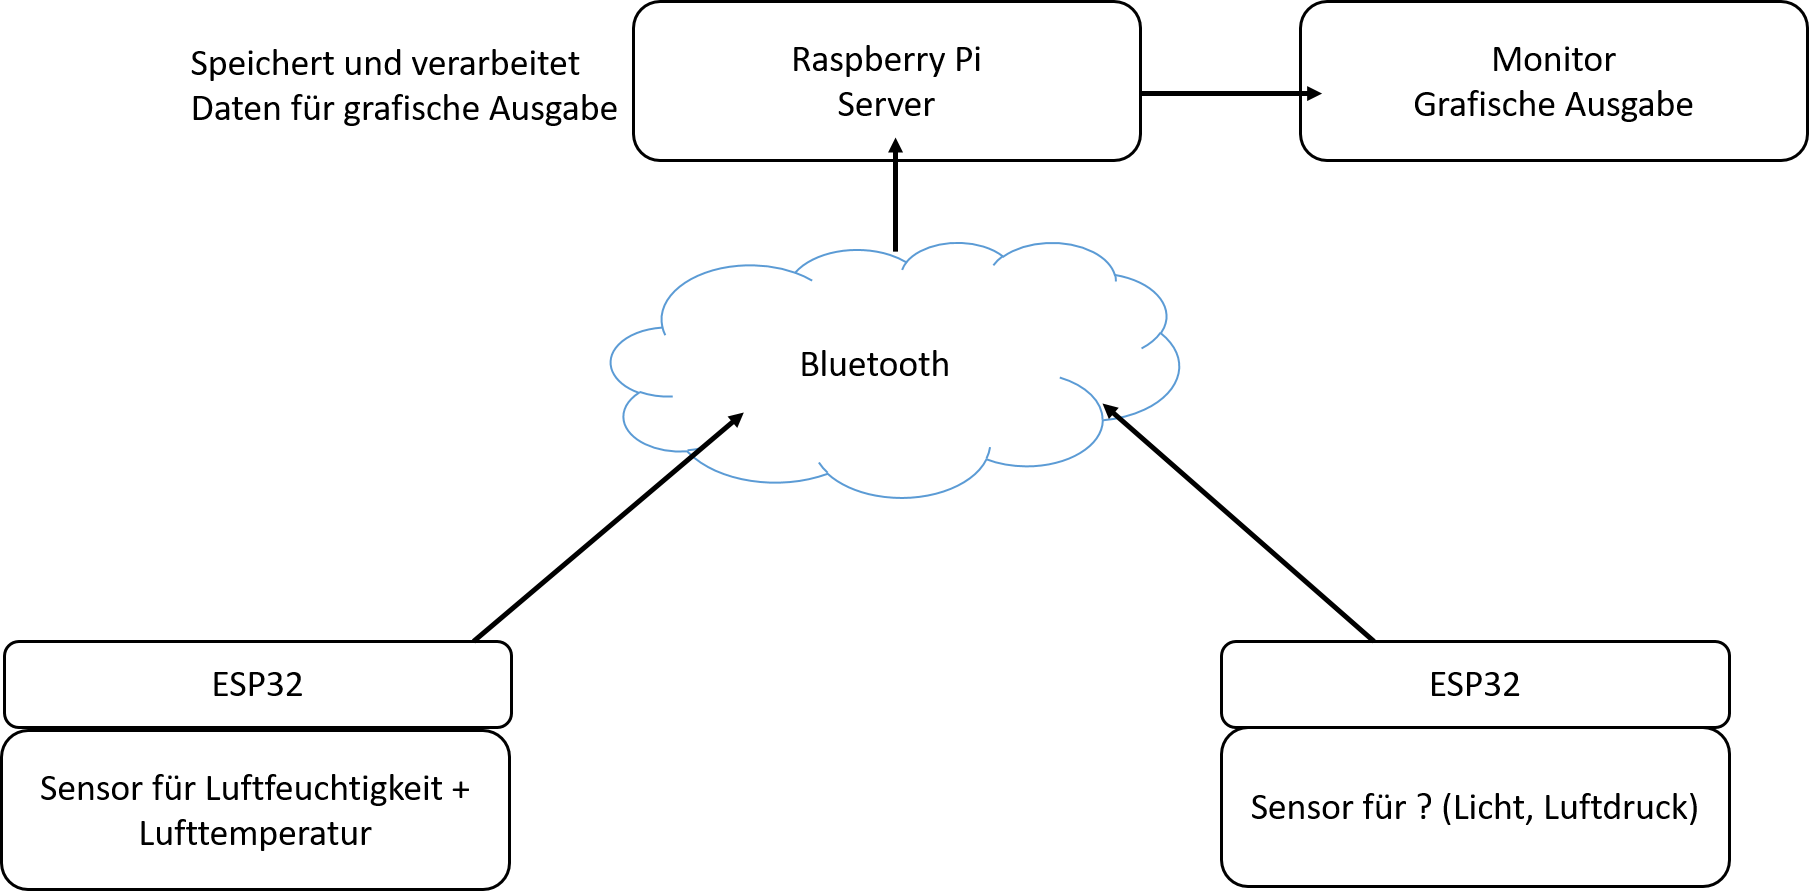 Speichert und verarbeitet
Daten für grafische Ausgabe
Raspberry Pi
Server
Monitor
Grafische Ausgabe
Bluetooth
ESP32
Sensor für Luftfeuchtigkeit +
Lufttemperatur
ESP32
Sensor für ? (Licht, Luftdruck)